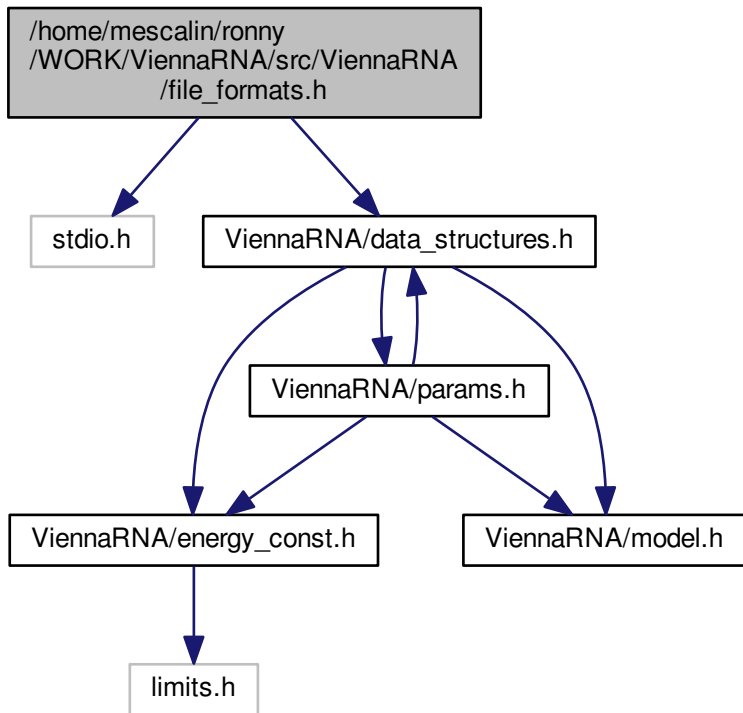 /home/mescalin/ronny
/WORK/ViennaRNA/src/ViennaRNA
/file_formats.h
stdio.h
ViennaRNA/data_structures.h
ViennaRNA/params.h
ViennaRNA/energy_const.h
ViennaRNA/model.h
limits.h